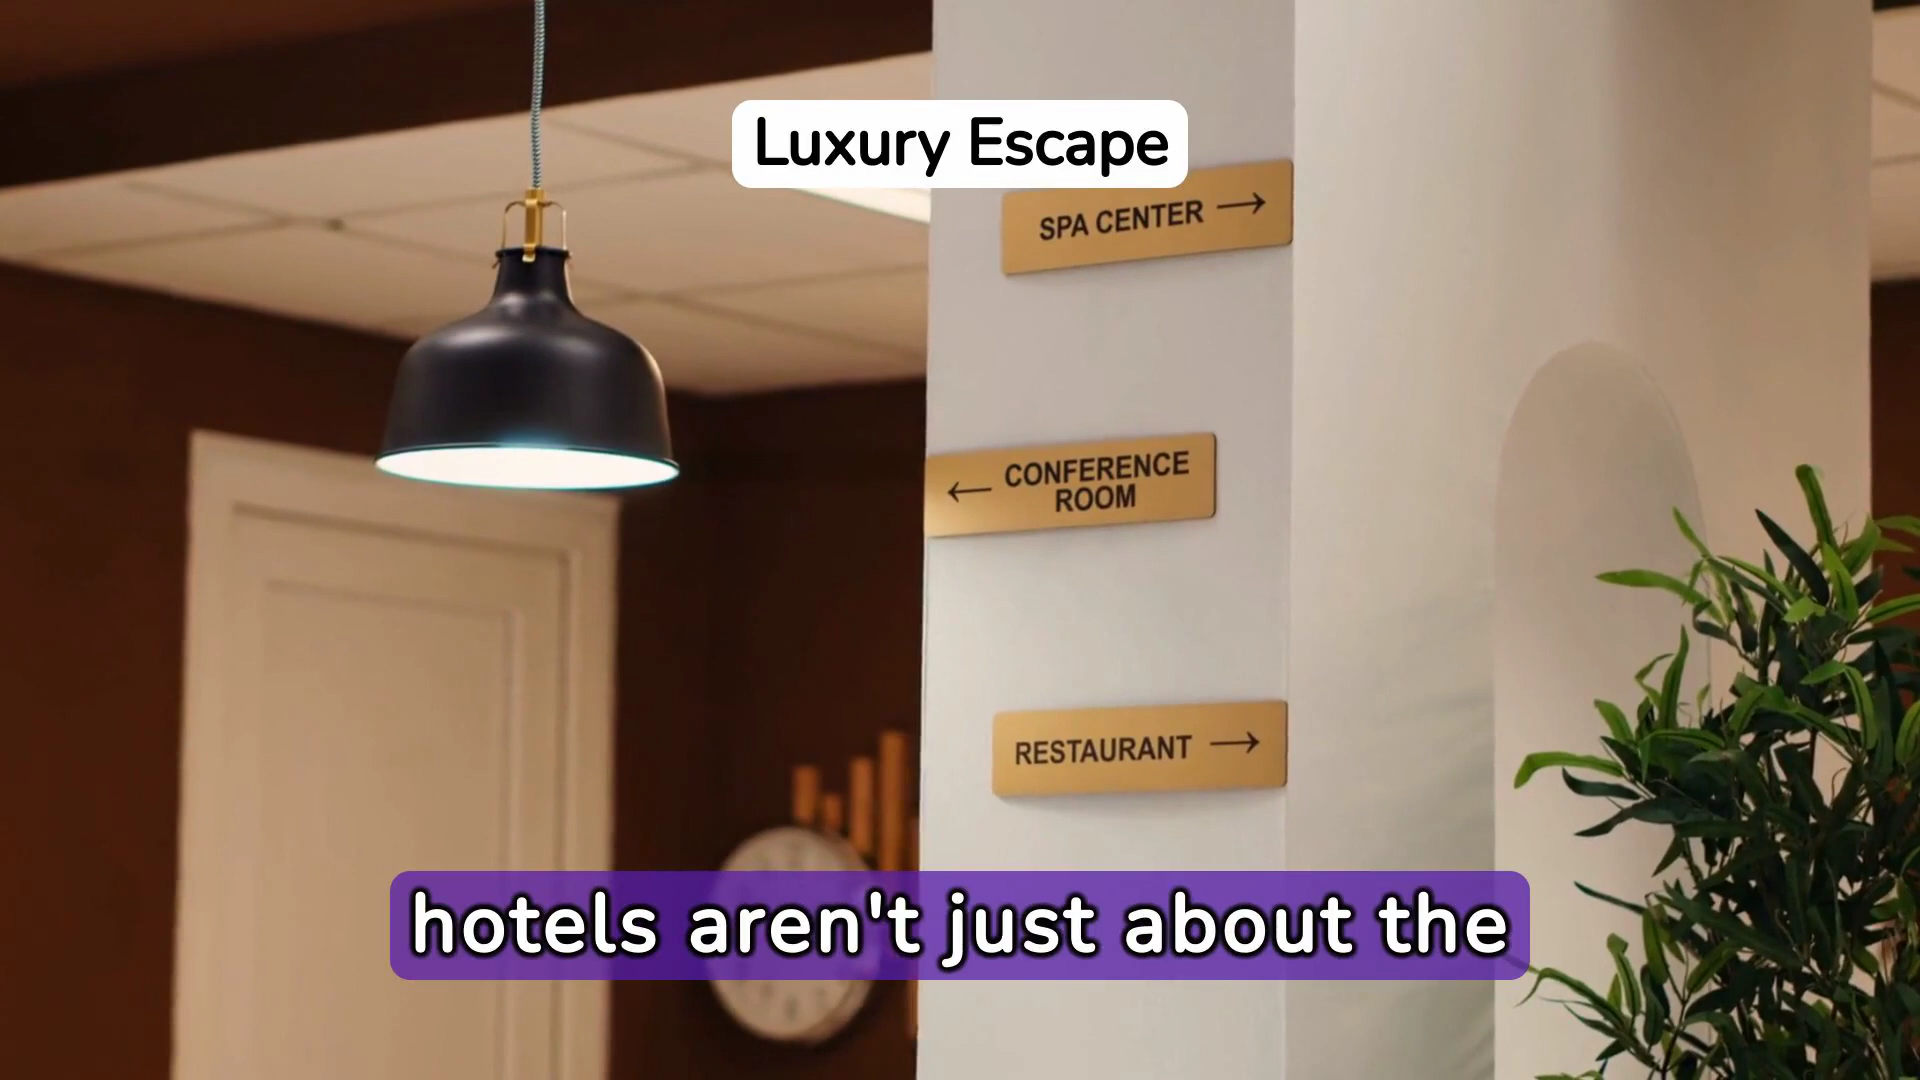 Luxury Escape
SPA CENTER →
← CONFERENCE
ROOM
RESTAURANT →
hotels aren't just about the